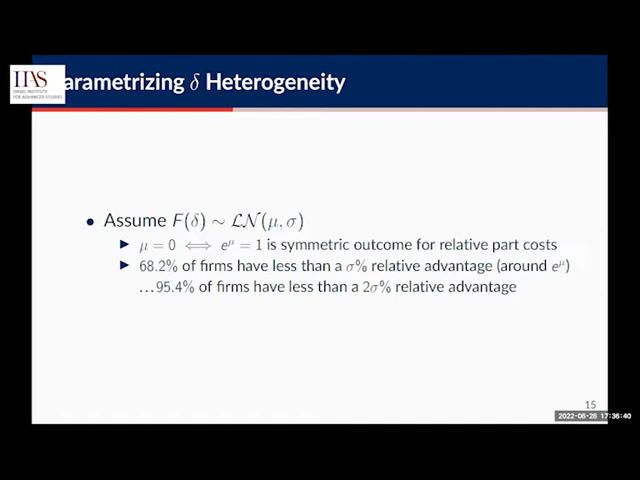 IIAS
ISRAEL INSTITUTE
FOR ADVANCED STUDIES
arametrizing δ Heterogeneity
• Assume F(δ) ∼ ℒ𝒩(μ, σ)
▶ μ = 0 ⟺ e^μ = 1 is symmetric outcome for relative part costs
▶ 68.2% of firms have less than a σ% relative advantage (around e^μ)
...95.4% of firms have less than a 2σ% relative advantage
15
2022-06-28 17:36:40